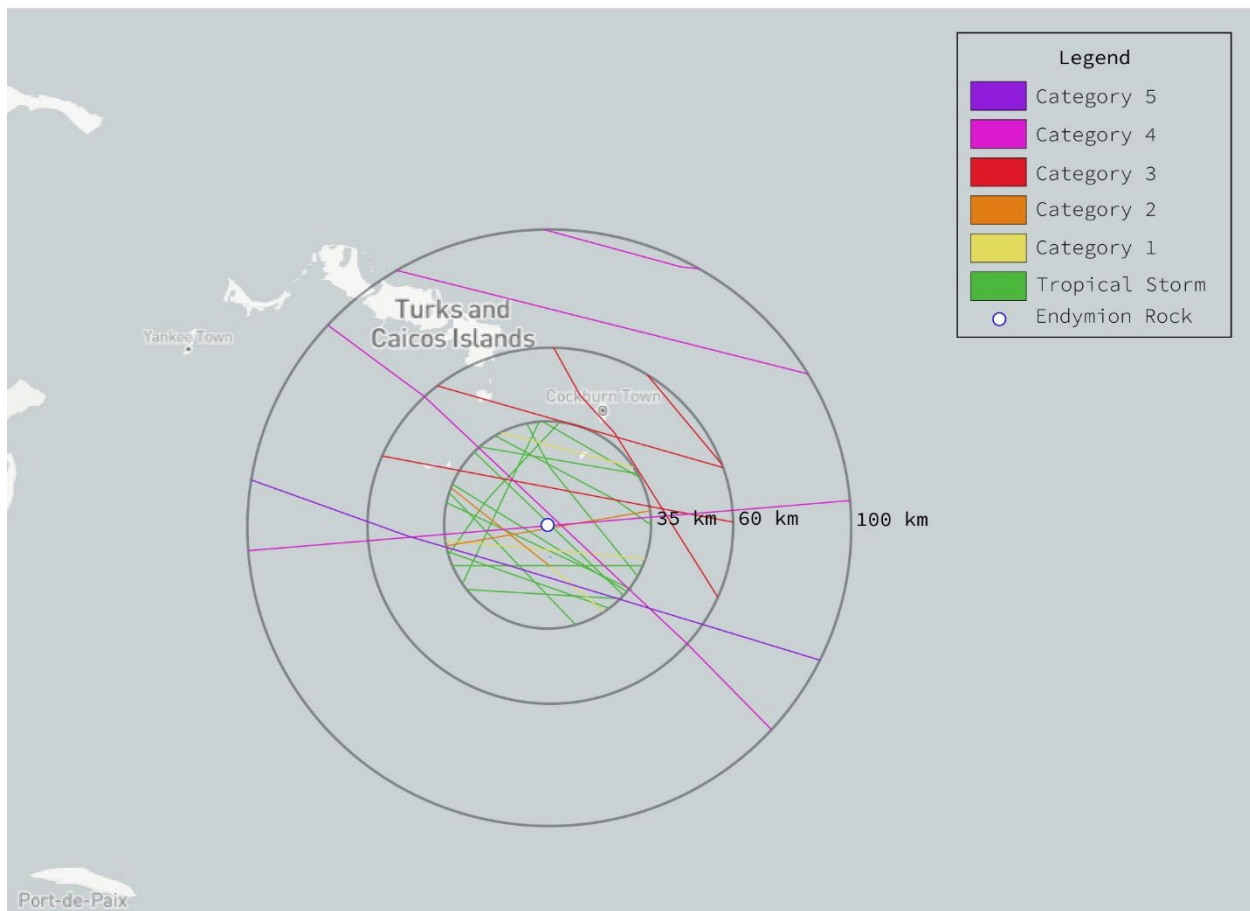 Legend
Category 5
Category 4
Category 3
Category 2
Category 1
Tropical Storm
Endymion Rock
Turks and
Caicos Islands
Yankee Town
Cockburn Town
35 km
60 km
100 km
Port-de-Paix